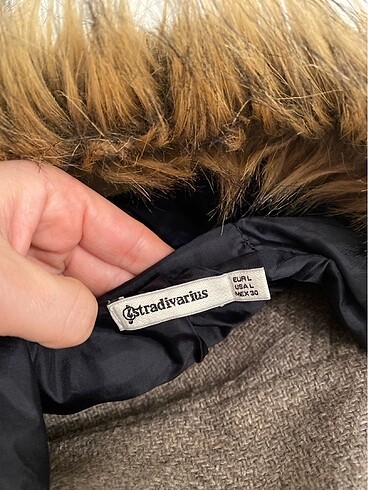 stradivarius
EUR L
USA L
MEX 30